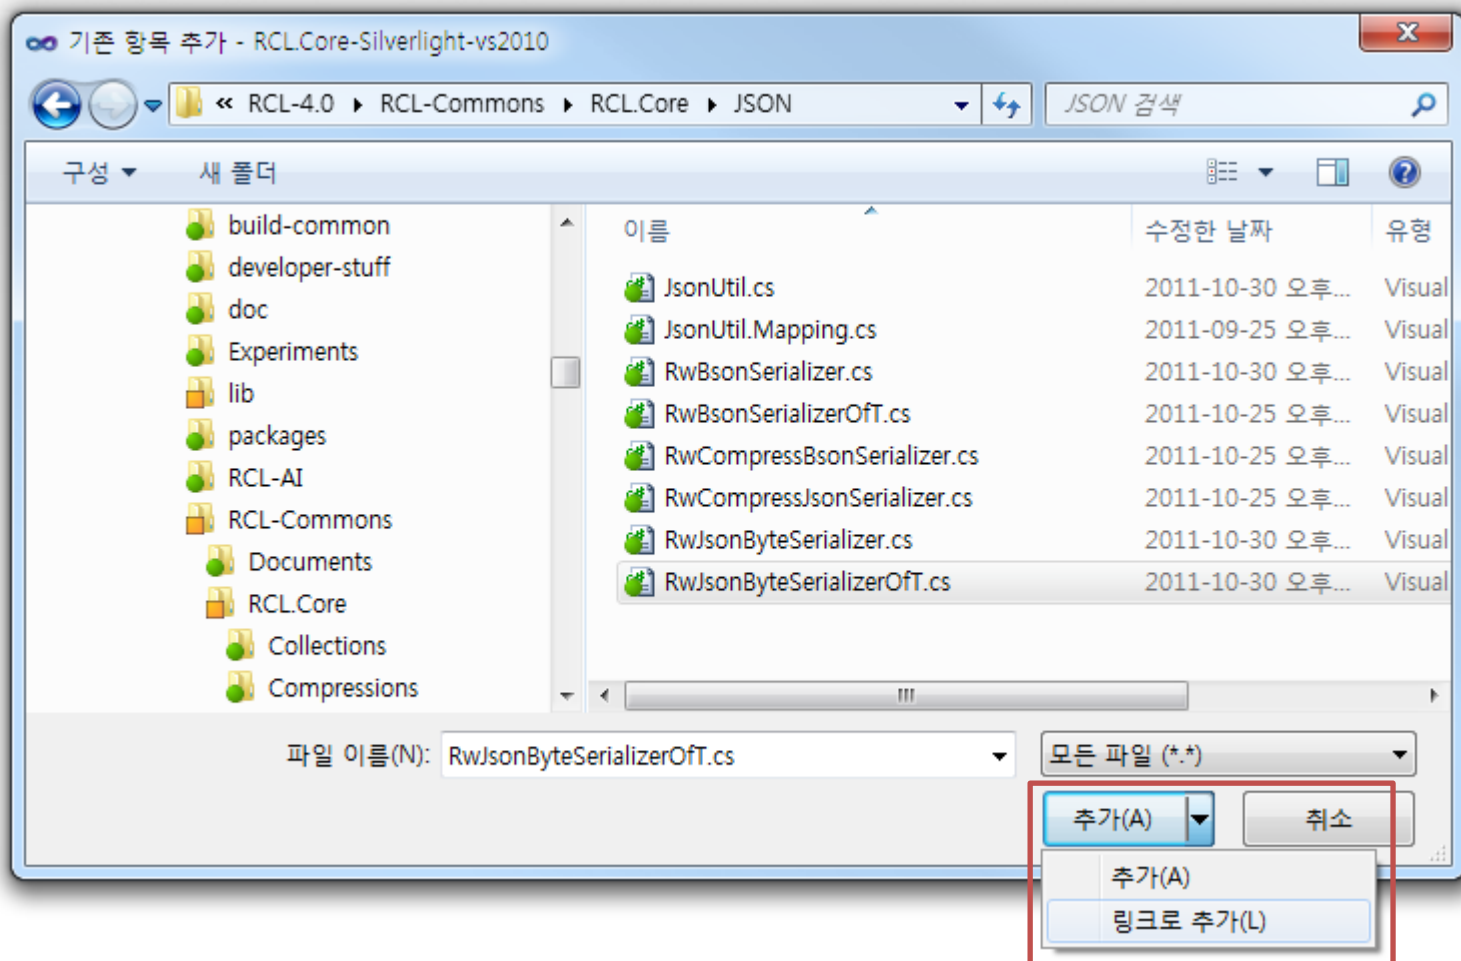 기존 항목 추가 - RCL.Core-Silverlight-vs2010
« RCL-4.0 ▸ RCL-Commons ▸ RCL.Core ▸ JSON
JSON 검색
구성 ▼ 새 폴더
build-common
developer-stuff
doc
Experiments
lib
packages
RCL-AI
RCL-Commons
Documents
RCL.Core
Collections
Compressions
이름 수정한 날짜 유형
JsonUtil.cs 2011-10-30 오후... Visual
JsonUtil.Mapping.cs 2011-09-25 오후... Visual
RwBsonSerializer.cs 2011-10-30 오후... Visual
RwBsonSerializerOfT.cs 2011-10-25 오후... Visual
RwCompressBsonSerializer.cs 2011-10-25 오후... Visual
RwCompressJsonSerializer.cs 2011-10-25 오후... Visual
RwJsonByteSerializer.cs 2011-10-30 오후... Visual
RwJsonByteSerializerOfT.cs 2011-10-30 오후... Visual
파일 이름(N): RwJsonByteSerializerOfT.cs 모든 파일 (*.*)
추가(A) 취소
추가(A)
링크로 추가(L)